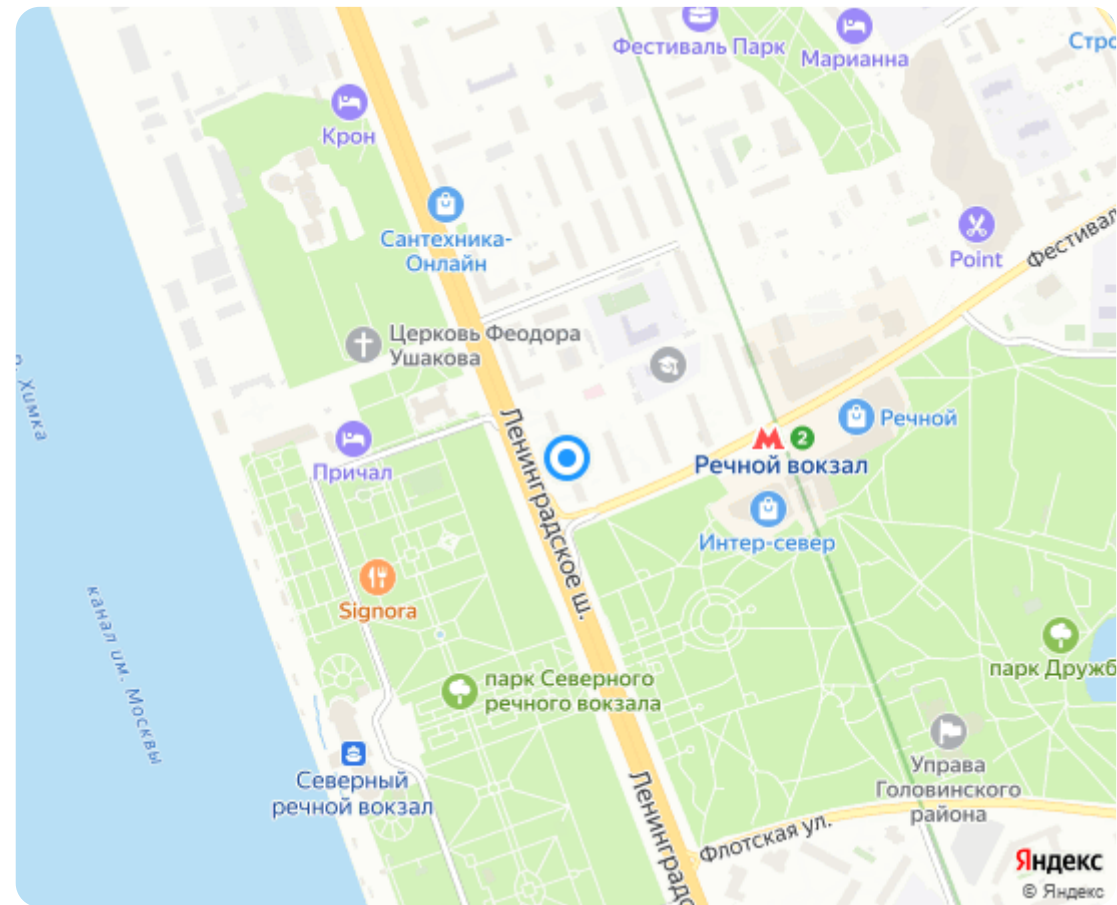 Фестиваль Парк
Марианна
Стро
Крон
Сантехника-
Онлайн
Point
Фестивал
Церковь Феодора
Ушакова
р. Химка
Ленинградское ш.
Речной
2
Речной вокзал
Причал
Интер-север
Signora
канал им. Москвы
парк Дружб
парк Северного
речного вокзала
Управа
Головинского
района
Северный
речной вокзал
Ленинградс
Флотская ул.
Яндекс
© Яндекс